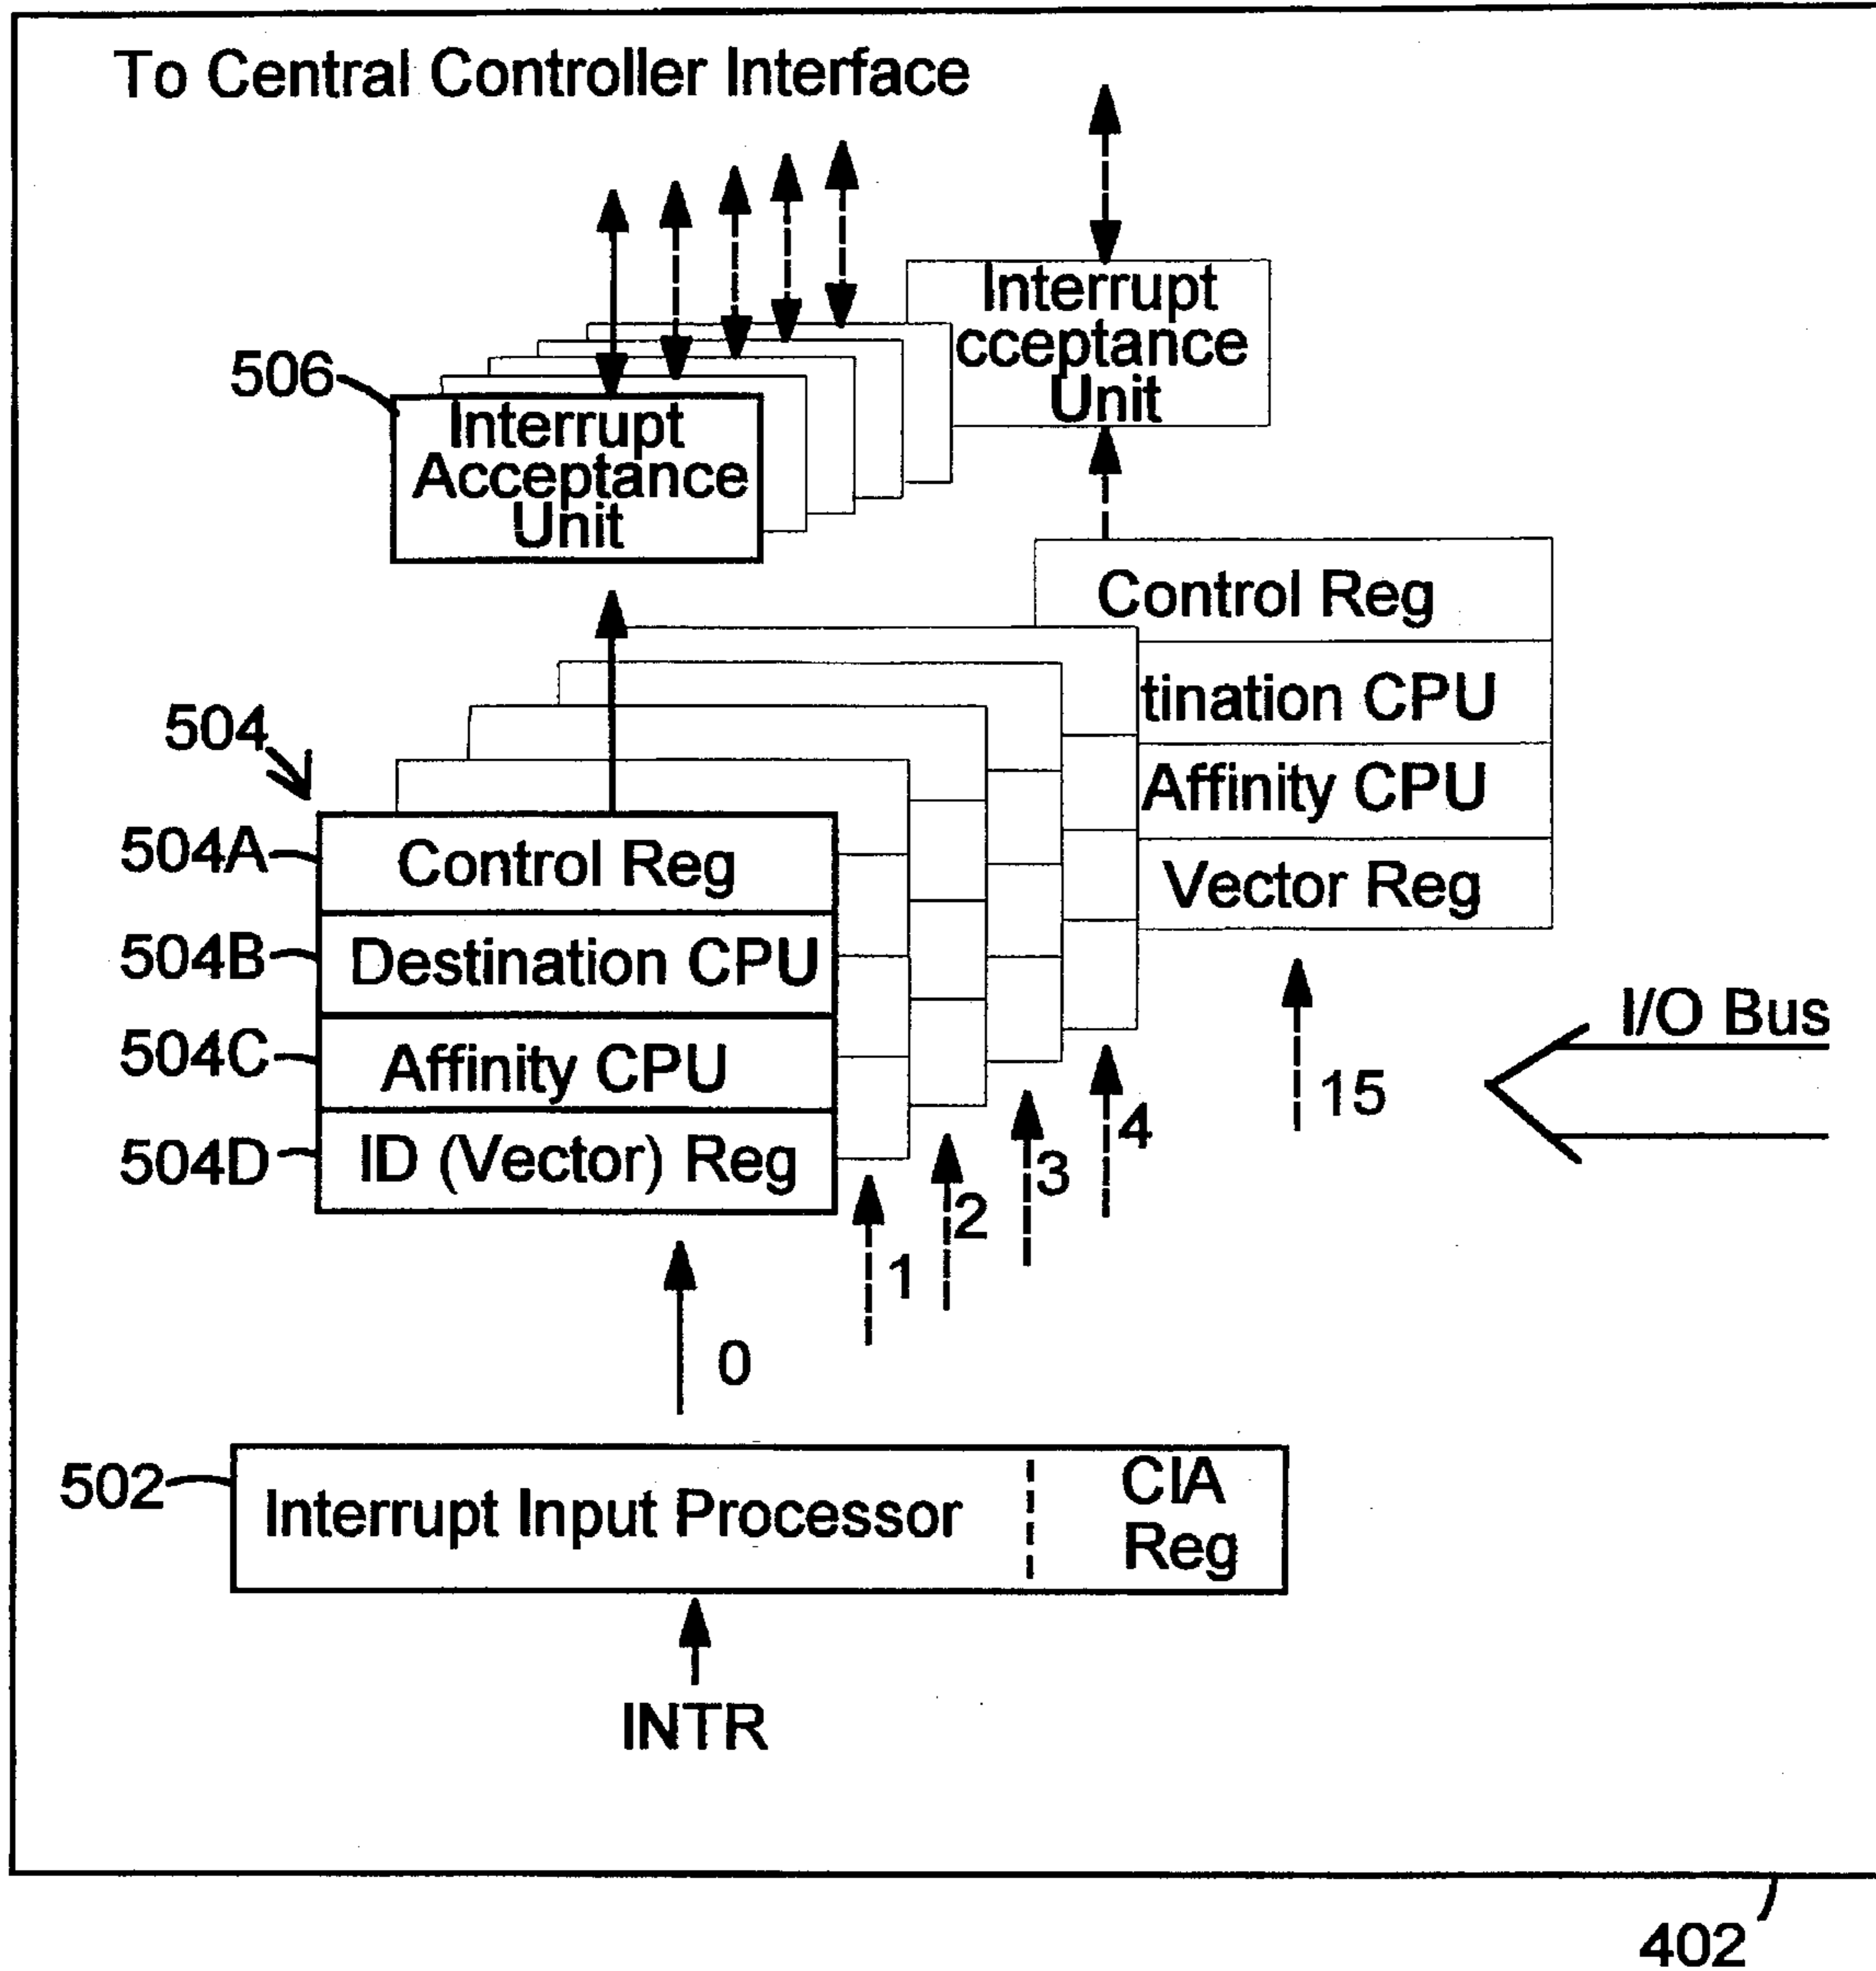 To Central Controller Interface
Interrupt
cceptance
Unit
506
Interrupt
Acceptance
Unit
Control Reg
tination CPU
Affinity CPU
Vector Reg
504
504A
Control Reg
504B
Destination CPU
504C
Affinity CPU
504D
ID (Vector) Reg
I/O Bus
0
1
2
3
4
15
502
Interrupt Input Processor
CIA
Reg
INTR
402